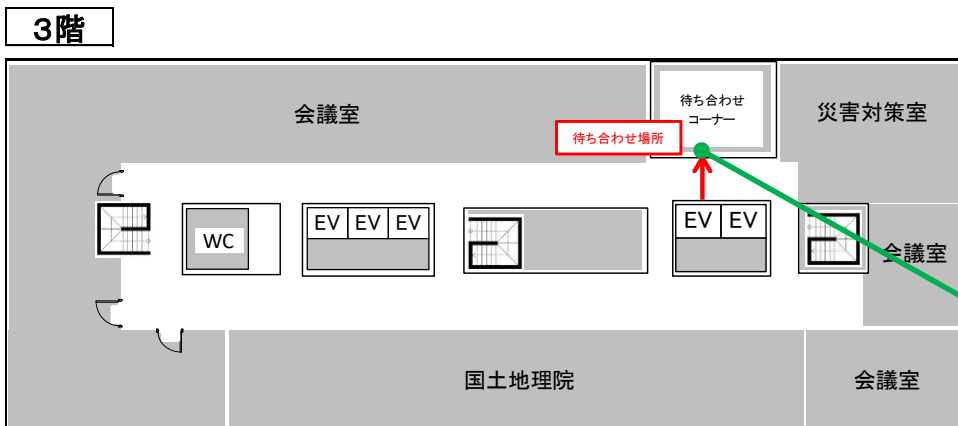 ３階
会議室
待ち合わせ
コーナー
災害対策室
待ち合わせ場所
WC
EV EV EV
EV EV
会議室
国土地理院
会議室